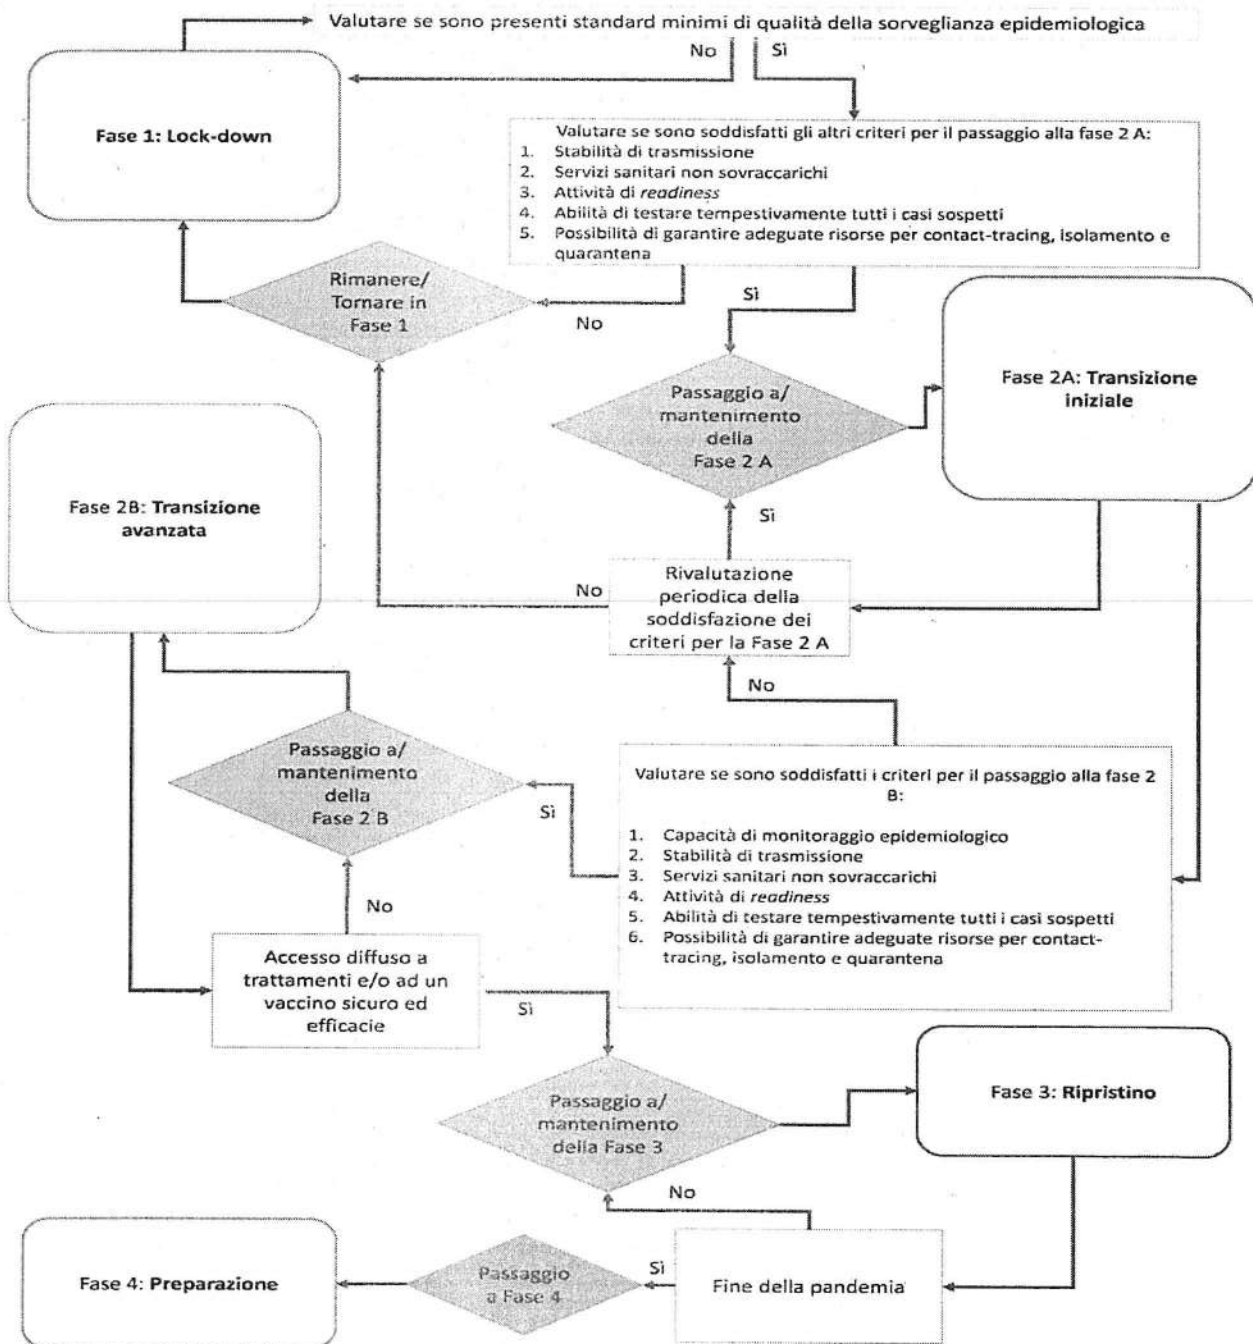 Valutare se sono presenti standard minimi di qualità della sorveglianza epidemiologica
No
Sì
Fase 1: Lock-down
Valutare se sono soddisfatti gli altri criteri per il passaggio alla fase 2 A:
1. Stabilità di trasmissione
2. Servizi sanitari non sovraccarichi
3. Attività di readiness
4. Abilità di testare tempestivamente tutti i casi sospetti
5. Possibilità di garantire adeguate risorse per contact-tracing, isolamento e
quarantena
Rimanere/
Tornare in
Fase 1
No
Sì
Passaggio a/
mantenimento
della
Fase 2 A
Fase 2A: Transizione
iniziale
Fase 2B: Transizione
avanzata
Sì
No
Rivalutazione
periodica della
soddisfazione dei
criteri per la Fase 2 A
No
Passaggio a/
mantenimento
della
Fase 2 B
Sì
Valutare se sono soddisfatti i criteri per il passaggio alla fase 2
B:
1. Capacità di monitoraggio epidemiologico
2. Stabilità di trasmissione
3. Servizi sanitari non sovraccarichi
4. Attività di readiness
5. Abilità di testare tempestivamente tutti i casi sospetti
6. Possibilità di garantire adeguate risorse per contact-
tracing, isolamento e quarantena
No
Accesso diffuso a
trattamenti e/o ad un
vaccino sicuro ed
efficacie
Sì
Passaggio a/
mantenimento
della Fase 3
Fase 3: Ripristino
No
Fase 4: Preparazione
Passaggio
a Fase 4
Sì
Fine della pandemia